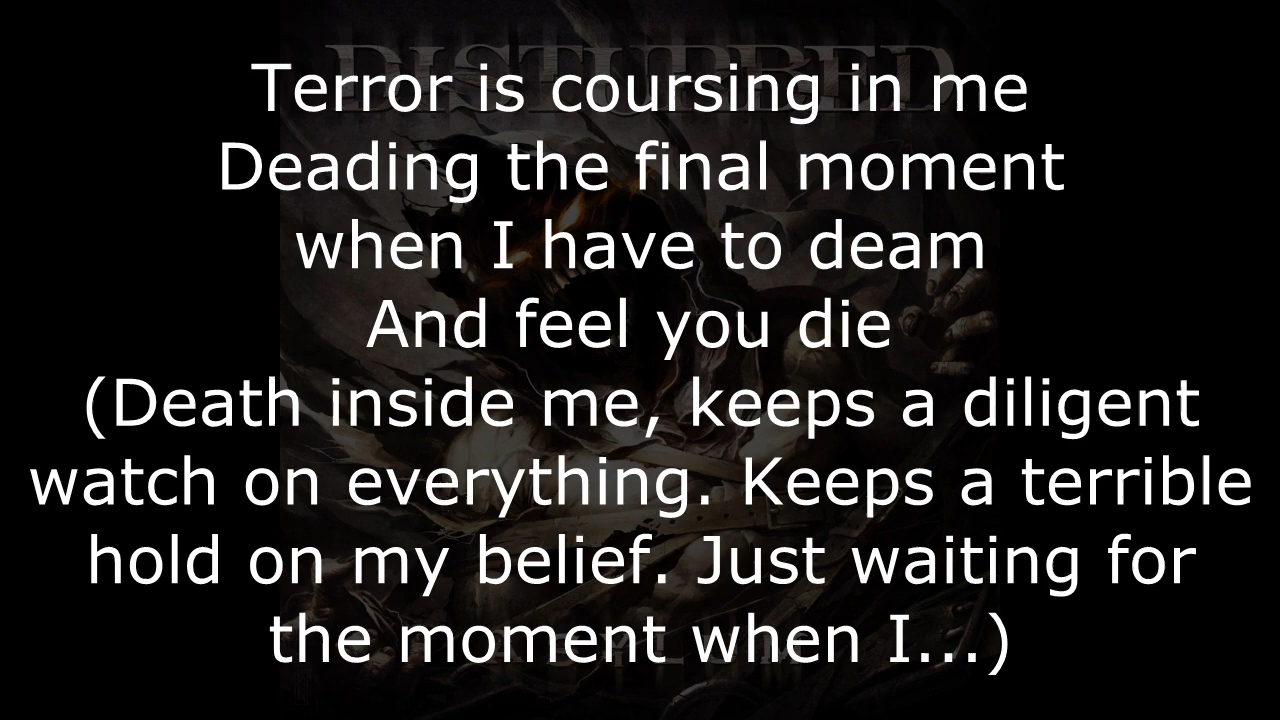 DISTURBED
Terror is coursing in me
Deading the final moment
when I have to deam
And feel you die
(Death inside me, keeps a diligent
watch on everything. Keeps a terrible
hold on my belief. Just waiting for
the moment when I...)